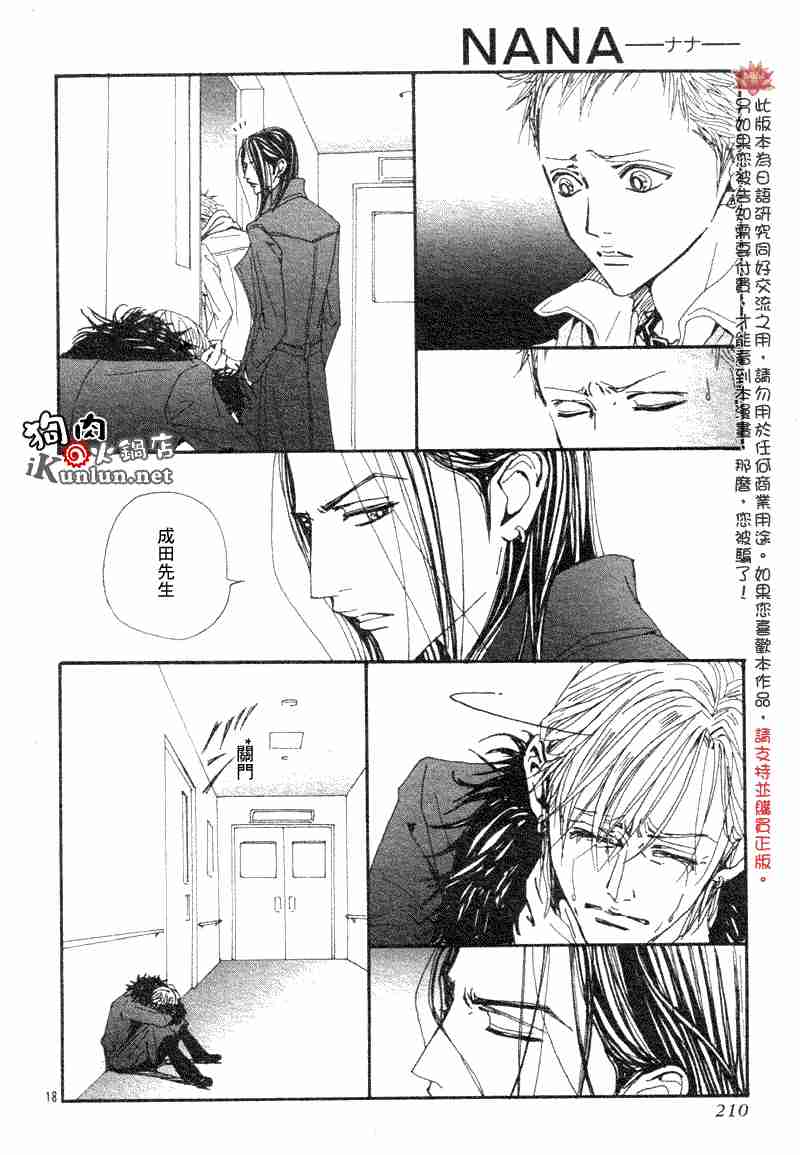 NANA—ナナ—
此版本為日語研究同好交流之用，請勿用於任何商業用途。如果您喜歡本作品，請支持並購買正版。
只如果您被告知需要付費，才能看到本漫畫，那麼，您被騙了！
狗肉
火鍋店
iKunlun.net
成田先生
*關門
18
210